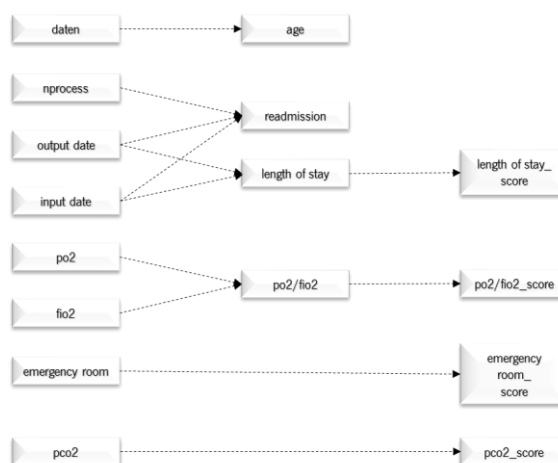 daten
age
nprocess
readmission
output date
length of stay
length of stay_
score
input date
po2
po2/fio2
po2/fio2_score
fio2
emergency room
emergency
room_
score
pco2
pco2_score